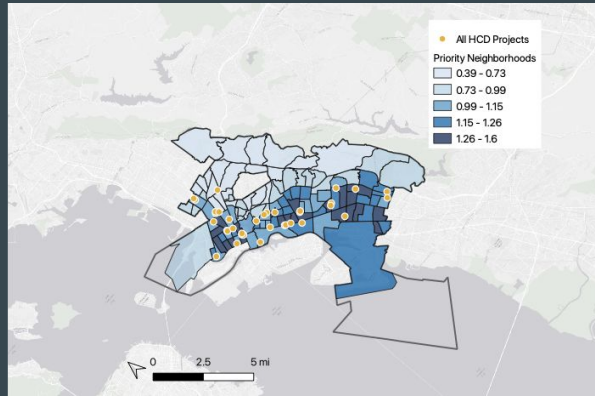 All HCD Projects
Priority Neighborhoods
0.39 - 0.73
0.73 - 0.99
0.99 - 1.15
1.15 - 1.26
1.26 - 1.6
0 2.5 5 mi